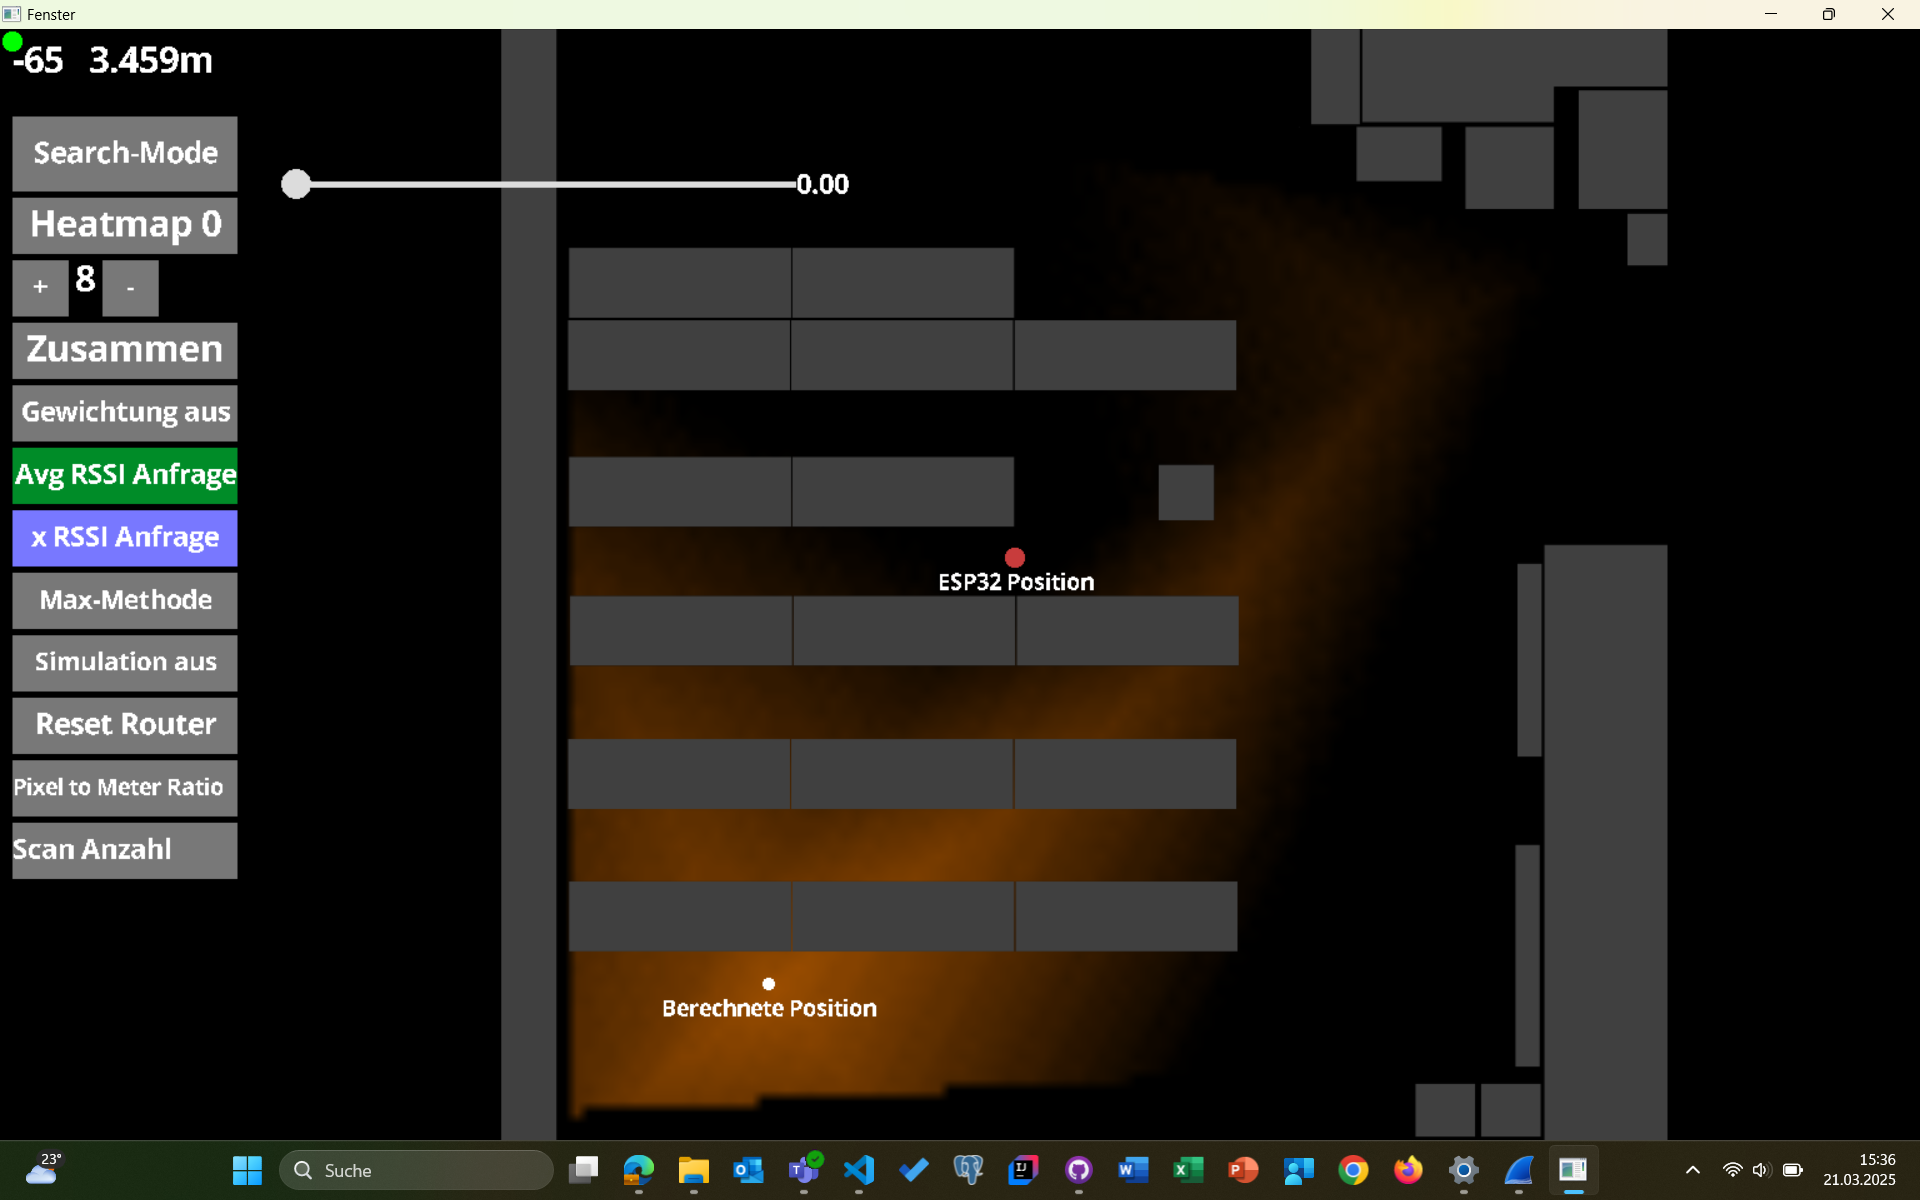 Fenster
-65 3.459m
Search-Mode
0.00
Heatmap 0
+ 8 -
Zusammen
Gewichtung aus
Avg RSSI Anfrage
x RSSI Anfrage
ESP32 Position
Max-Methode
Simulation aus
Reset Router
Pixel to Meter Ratio
Scan Anzahl
Berechnete Position
23°
Suche
15:36
21.03.2025